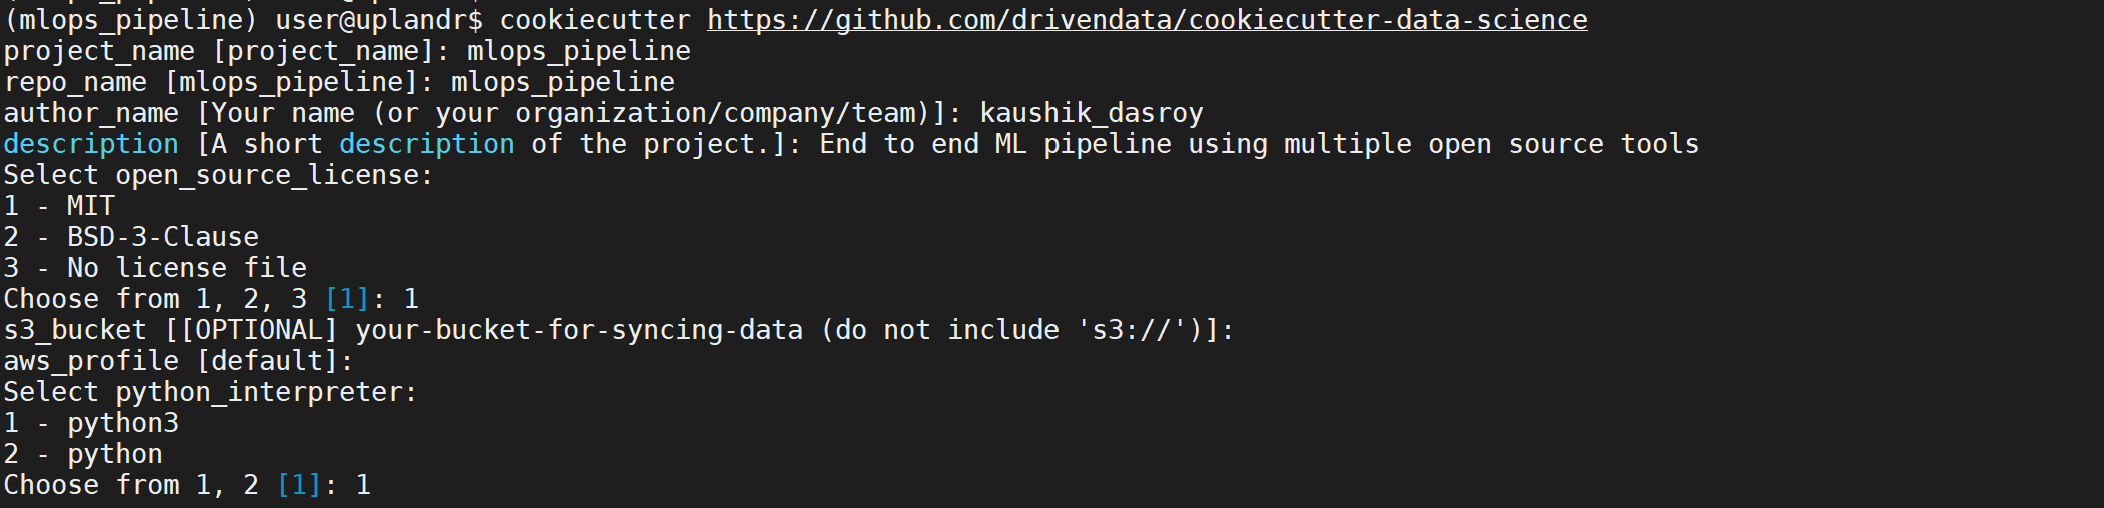 (mlops_pipeline) user@uplandr$ cookiecutter https://github.com/drivendata/cookiecutter-data-science
project_name [project_name]: mlops_pipeline
repo_name [mlops_pipeline]: mlops_pipeline
author_name [Your name (or your organization/company/team)]: kaushik_dasroy
description [A short description of the project.]: End to end ML pipeline using multiple open source tools
Select open_source_license:
1 - MIT
2 - BSD-3-Clause
3 - No license file
Choose from 1, 2, 3 [1]: 1
s3_bucket [[OPTIONAL] your-bucket-for-syncing-data (do not include 's3://')]:
aws_profile [default]:
Select python_interpreter:
1 - python3
2 - python
Choose from 1, 2 [1]: 1